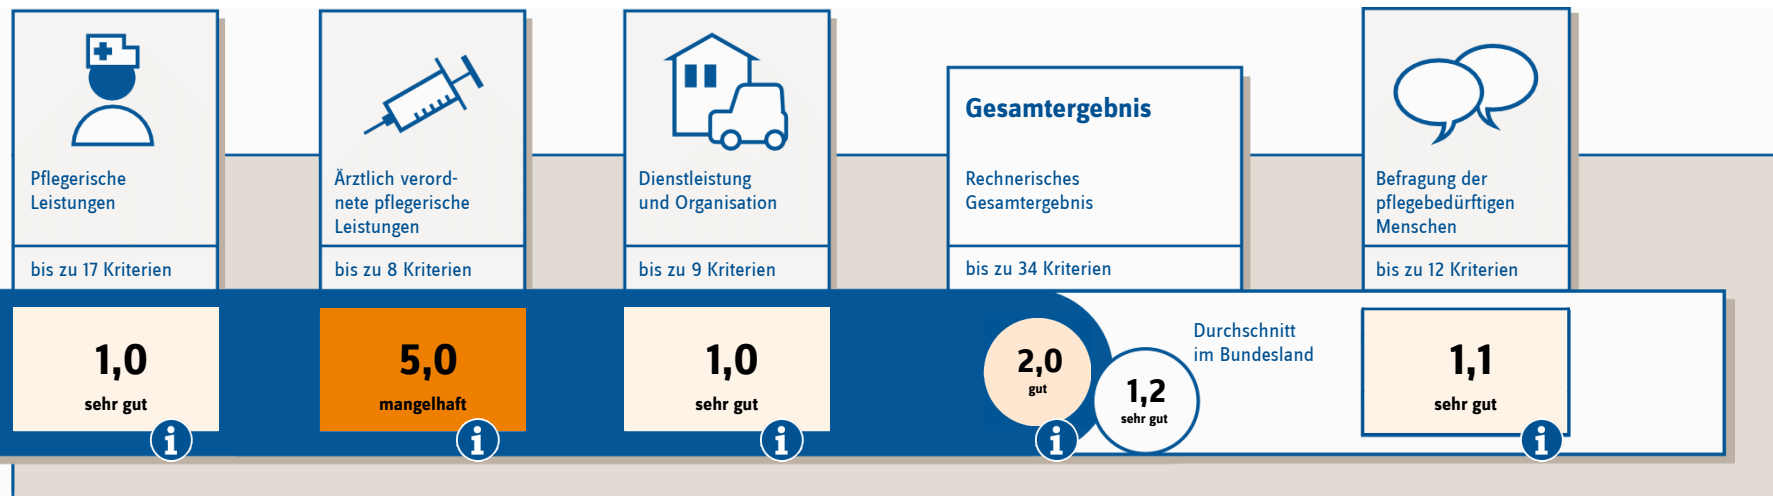 Pflegerische
Leistungen
bis zu 17 Kriterien
1,0
sehr gut
i
Ärztlich verord-
nete pflegerische
Leistungen
bis zu 8 Kriterien
5,0
mangelhaft
i
Dienstleistung
und Organisation
bis zu 9 Kriterien
1,0
sehr gut
i
Gesamtergebnis
Rechnerisches
Gesamtergebnis
bis zu 34 Kriterien
2,0
gut
i
1,2
sehr gut
Durchschnitt
im Bundesland
Befragung der
pflegebedürftigen
Menschen
bis zu 12 Kriterien
1,1
sehr gut
i